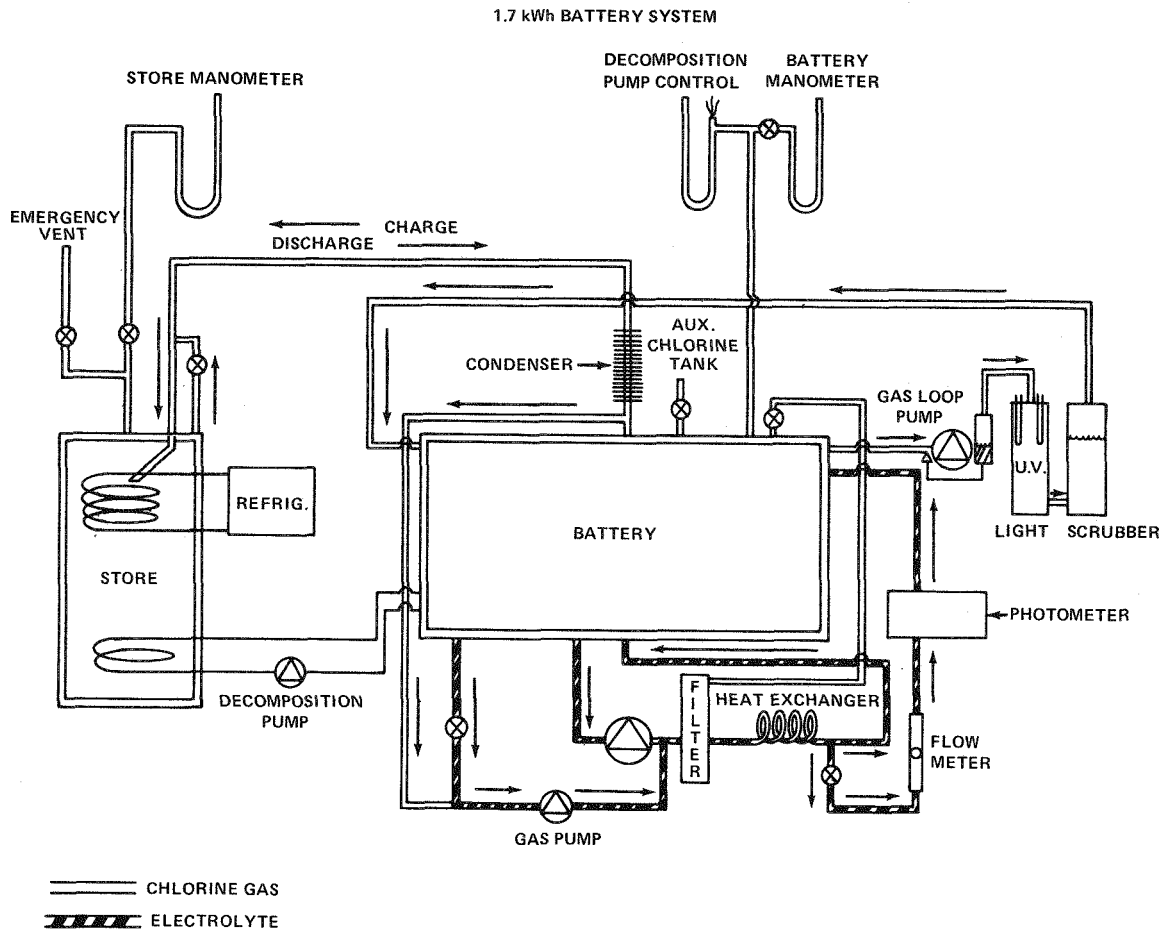 1.7 kWh BATTERY SYSTEM
DECOMPOSITION
PUMP CONTROL
BATTERY
MANOMETER
STORE MANOMETER
EMERGENCY
VENT
CHARGE
DISCHARGE
AUX.
CHLORINE
TANK
CONDENSER
GAS LOOP
PUMP
U.V.
LIGHT
SCRUBBER
REFRIG.
BATTERY
STORE
PHOTOMETER
DECOMPOSITION
PUMP
FILTER
HEAT EXCHANGER
FLOW
METER
GAS PUMP
CHLORINE GAS
ELECTROLYTE